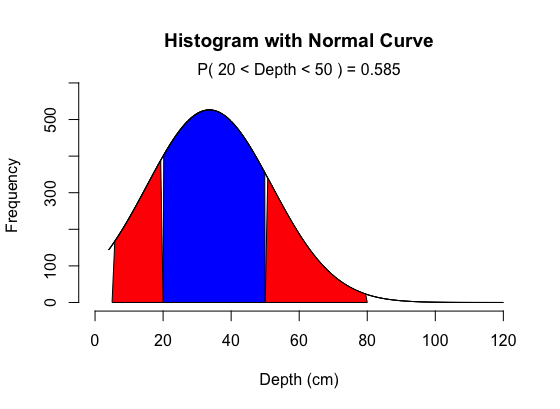 Histogram with Normal Curve
P( 20 < Depth < 50 ) = 0.585
Frequency
500
300
100
0
0 20 40 60 80 100 120
Depth (cm)